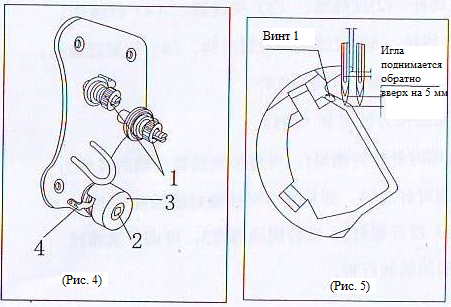 1
3
4
2
(Рис. 4)
Винт 1
Игла
поднимается
обратно
вверх на 5 мм
(Рис. 5)